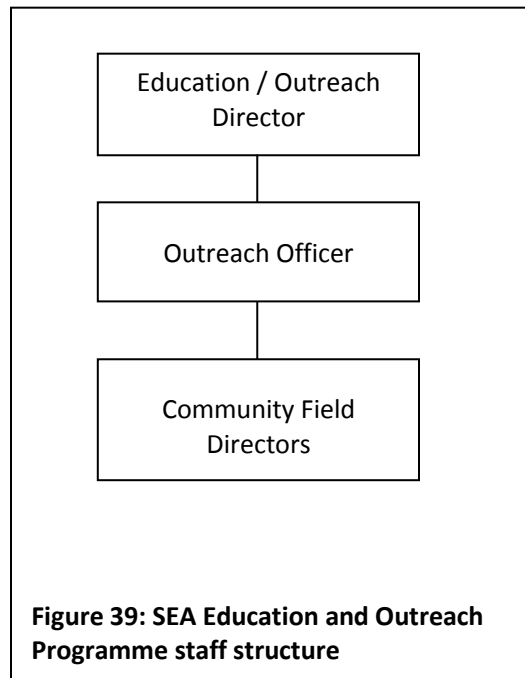 Education / Outreach
Director
Outreach Officer
Community Field
Directors
Figure 39: SEA Education and Outreach
Programme staff structure